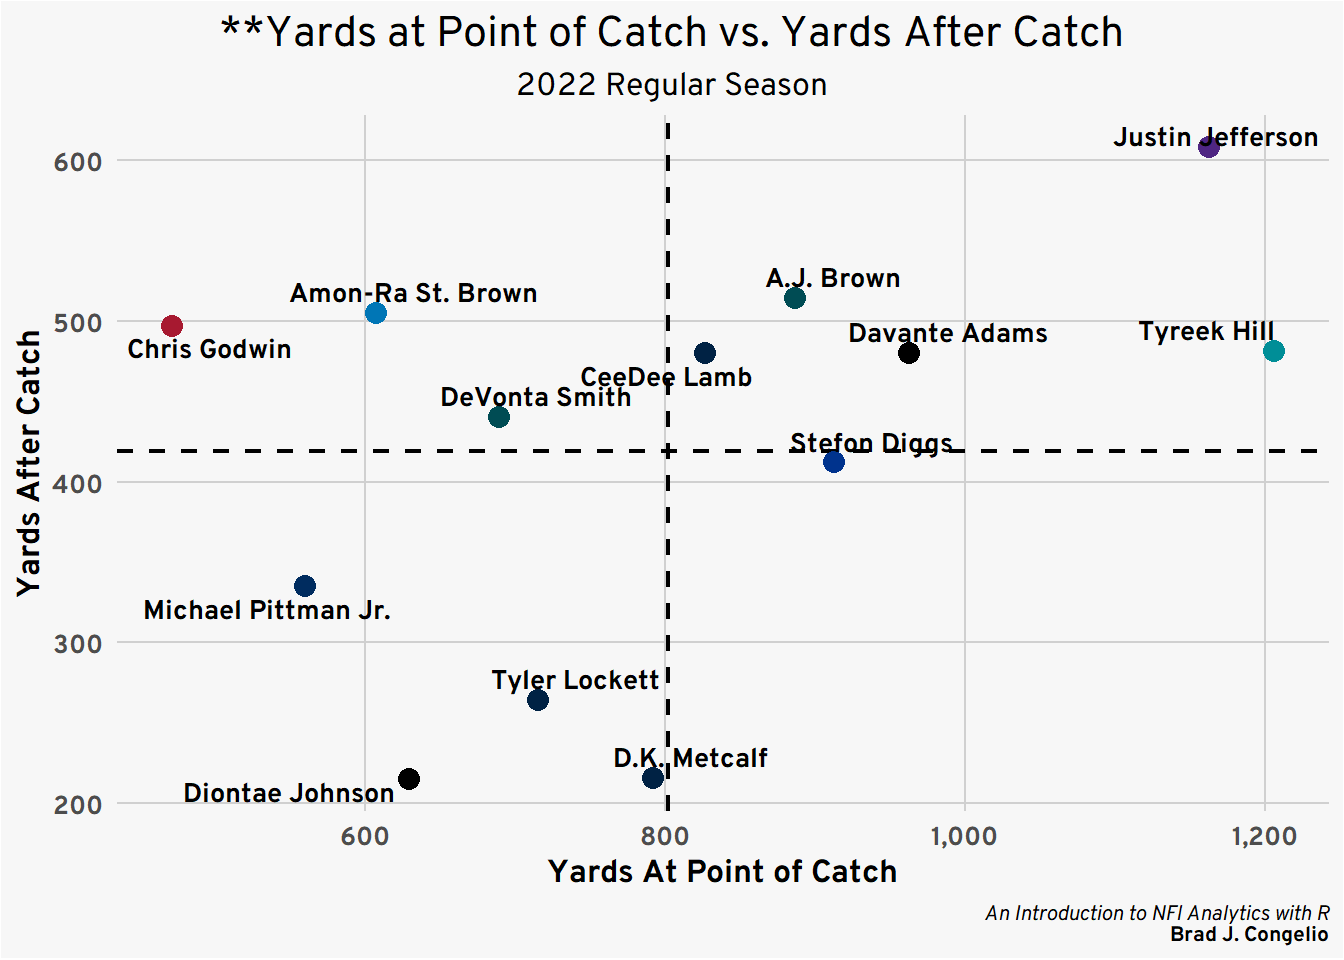 **Yards at Point of Catch vs. Yards After Catch
2022 Regular Season
Justin Jefferson
600
A.J. Brown
Amon-Ra St. Brown
500
Davante Adams
Tyreek Hill
Chris Godwin
CeeDee Lamb
DeVonta Smith
Stefon Diggs
400
Yards After Catch
Michael Pittman Jr.
300
Tyler Lockett
D.K. Metcalf
Diontae Johnson
200
600 800 1,000 1,200
Yards At Point of Catch
An Introduction to NFl Analytics with R
Brad J. Congelio